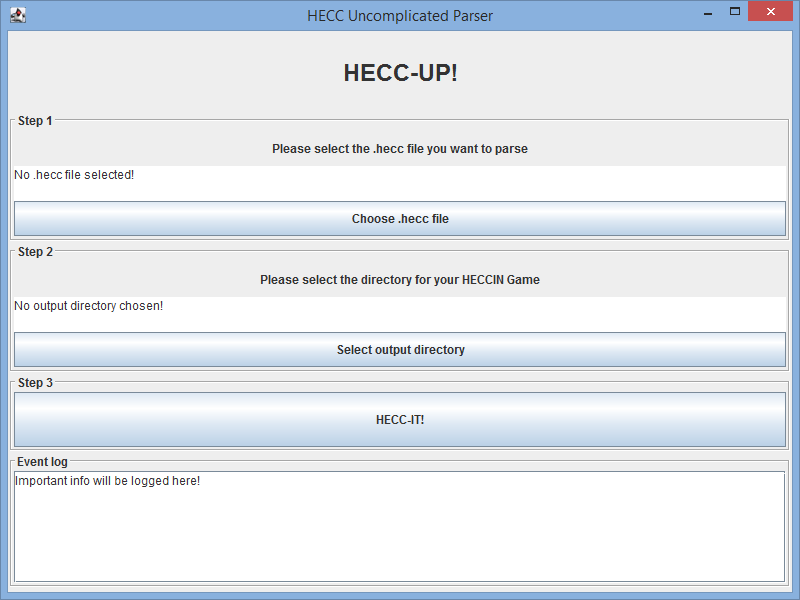 HECC Uncomplicated Parser
HECC-UP!
Step 1
Please select the .hecc file you want to parse
No .hecc file selected!
Choose .hecc file
Step 2
Please select the directory for your HECCIN Game
No output directory chosen!
Select output directory
Step 3
HECC-IT!
Event log
Important info will be logged here!